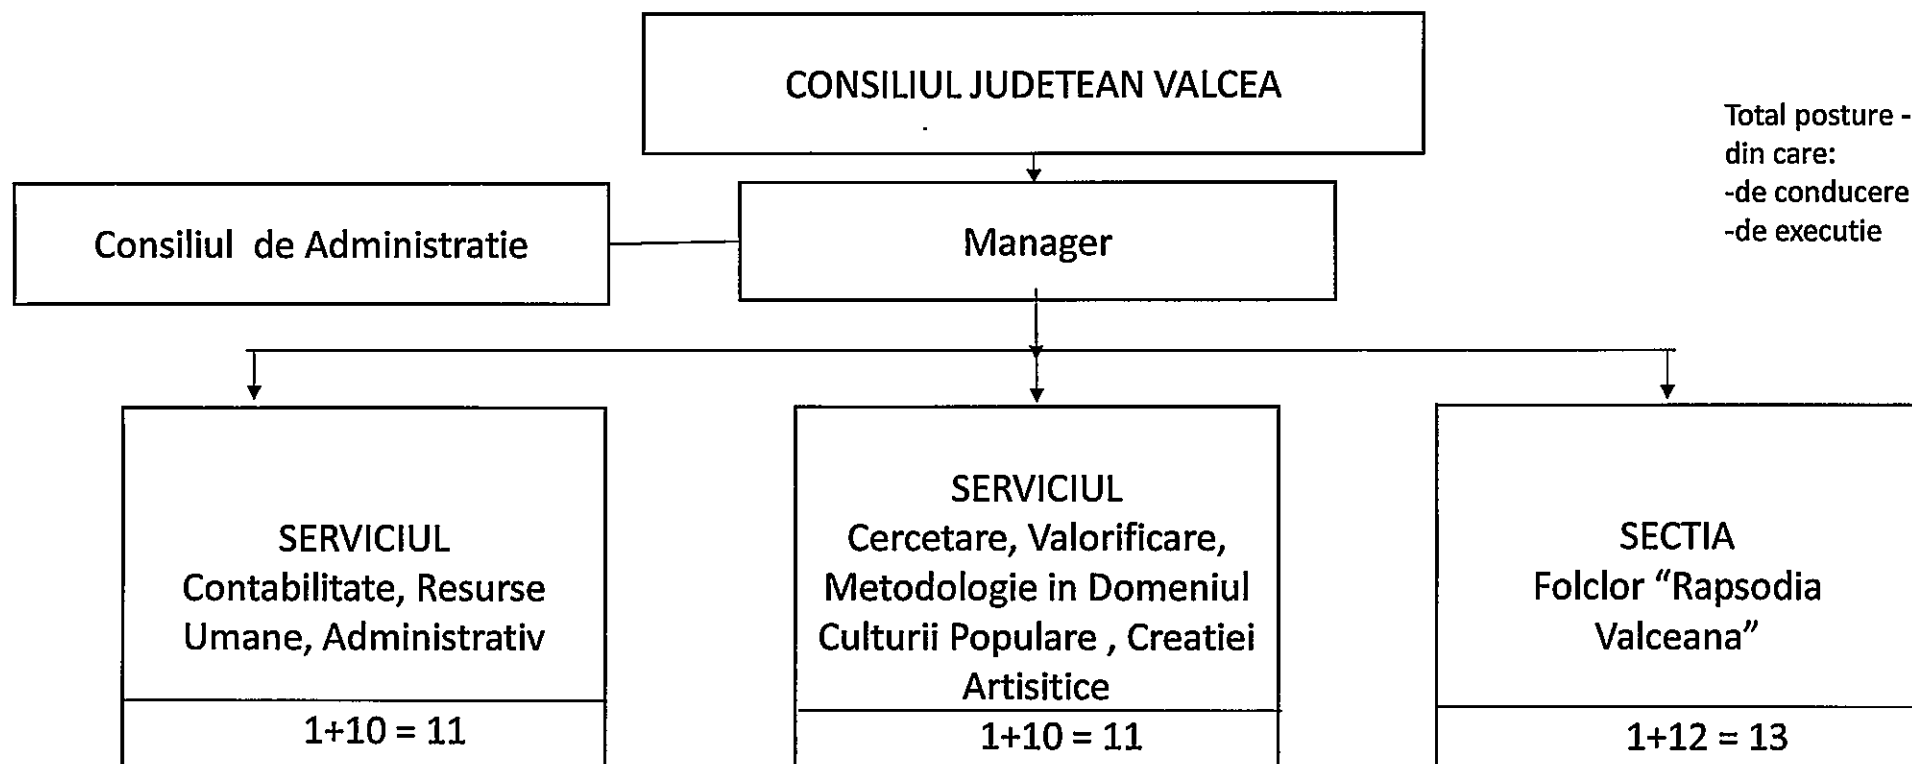 CONSILIUL JUDETEAN VALCEA
Total posture -
din care:
-de conducere
-de executie
Consiliul de Administratie
Manager
SERVICIUL
Contabilitate, Resurse
Umane, Administrativ
1+10 = 11
SERVICIUL
Cercetare, Valorificare,
Metodologie in Domeniul
Culturii Populare , Creatiei
Artisitice
1+10 = 11
SECTIA
Folclor “Rapsodia
Valceana”
1+12 = 13